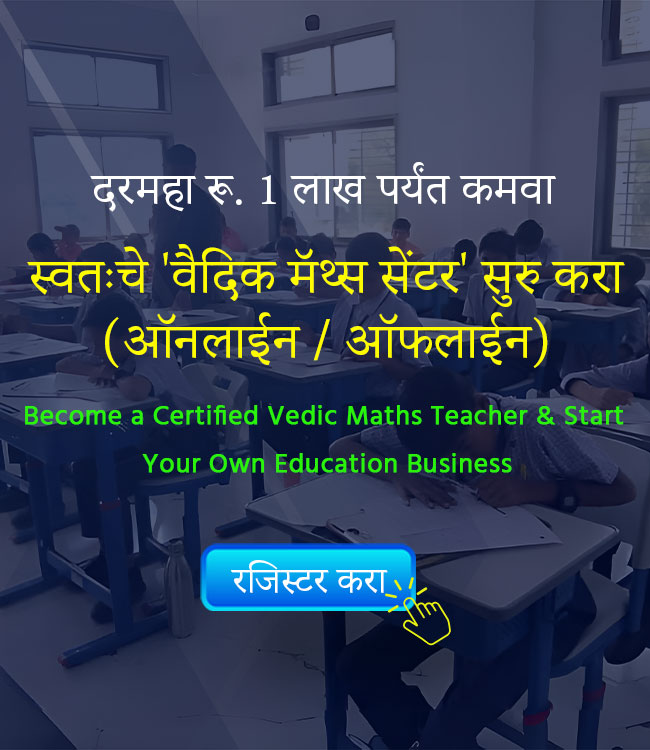 दरमहा रू. 1 लाख पर्यंत कमवा
स्वतःचे 'वैदिक मॅथ्स सेंटर' सुरु करा
(ऑनलाईन / ऑफलाईन)
Become a Certified Vedic Maths Teacher & Start
Your Own Education Business
रजिस्टर करा